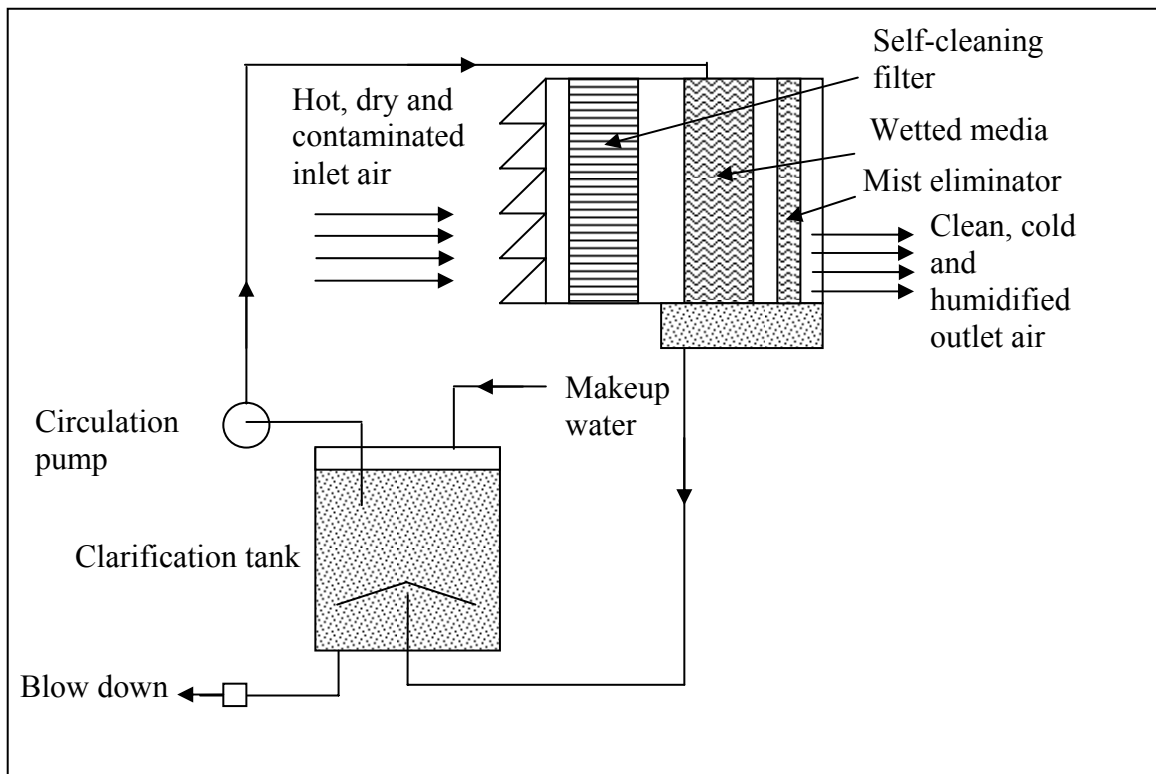 Self-cleaning
filter
Hot, dry and
contaminated
inlet air
Wetted media
Mist eliminator
Clean, cold
and
humidified
outlet air
Makeup
water
Circulation
pump
Clarification tank
Blow down